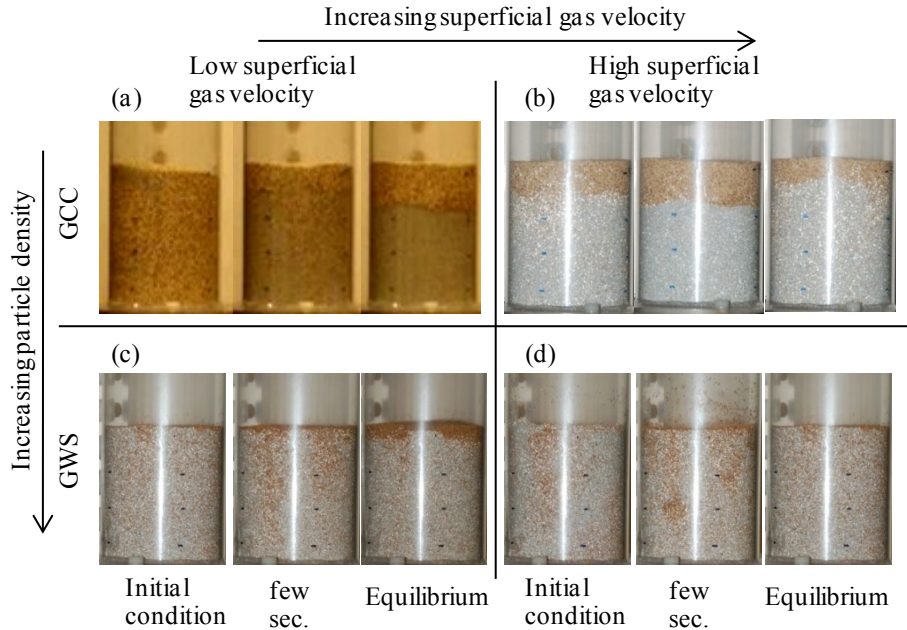 Increasing superficial gas velocity
Low superficial
gas velocity
High superficial
gas velocity
(a)
(b)
Increasing particle density
GCC
GWS
(c)
(d)
Initial
condition
few
sec.
Equilibrium
Initial
condition
few
sec.
Equilibrium